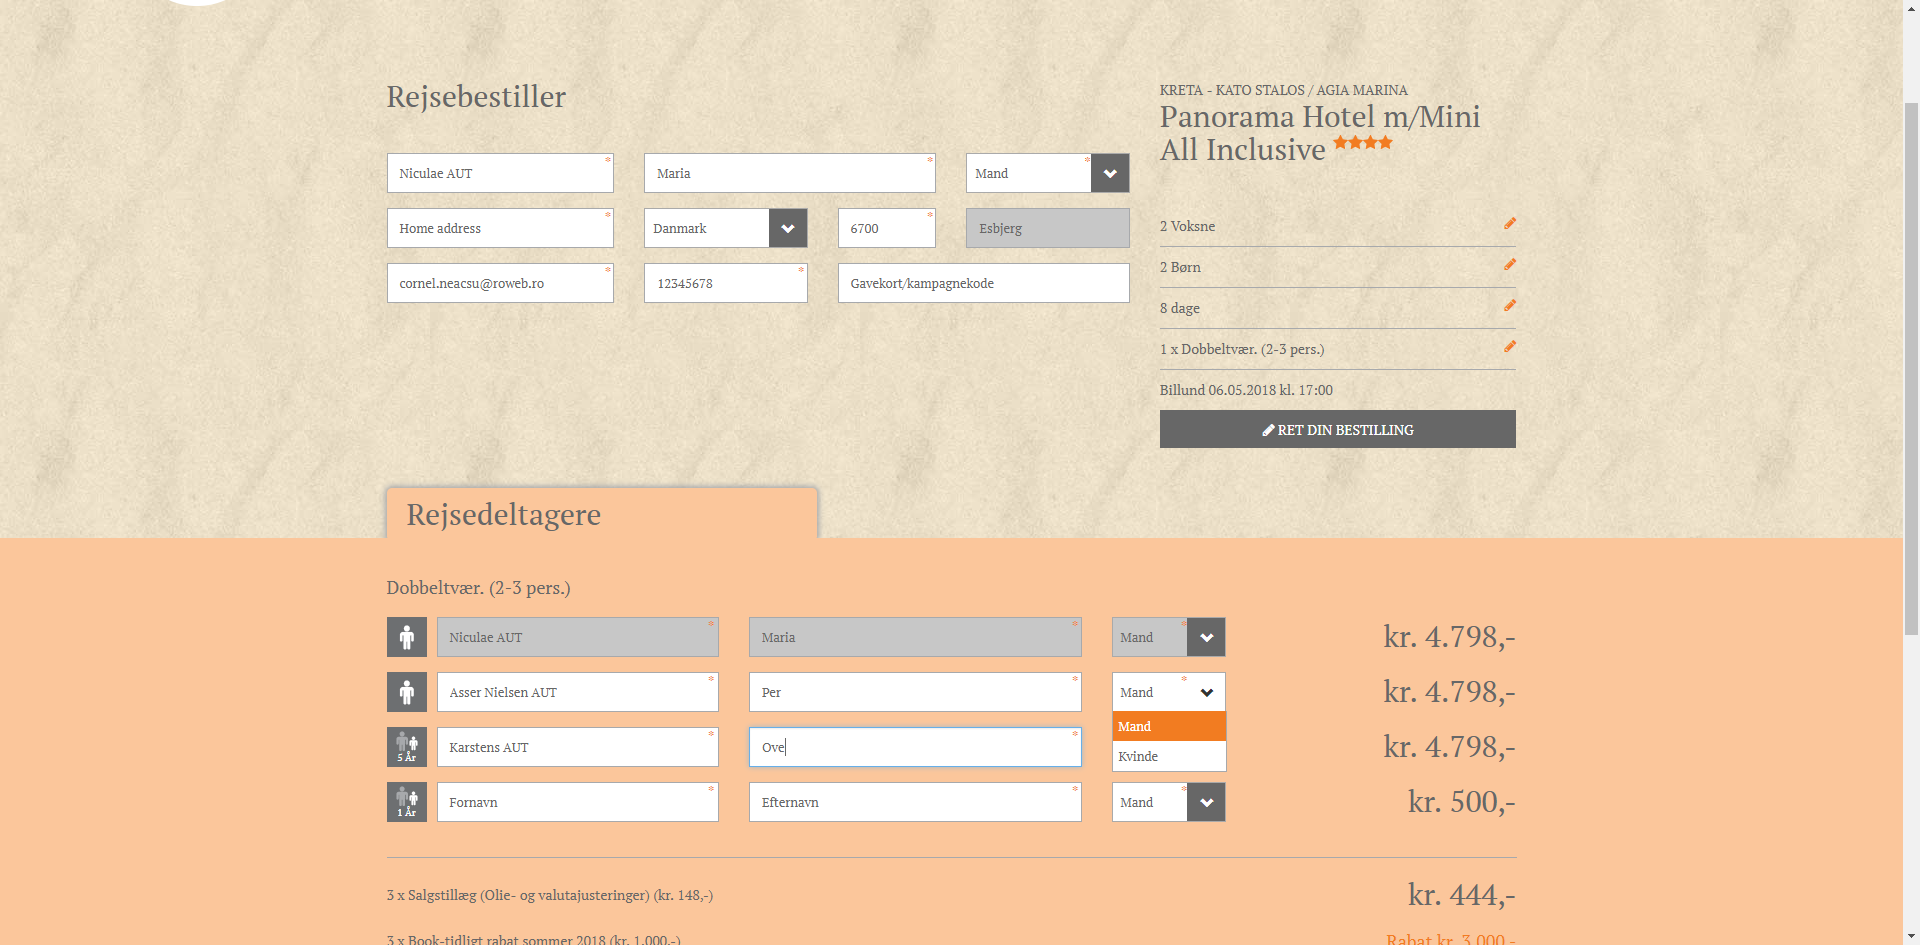 Rejsebestiller
Niculae AUT * Maria * Mand *
Home address * Danmark 6700 * Esbjerg
cornel.neacsu@roweb.ro * 12345678 * Gavekort/kampagnekode
KRETA - KATO STALOS / AGIA MARINA
Panorama Hotel m/Mini
All Inclusive
2 Voksne
2 Børn
8 dage
1 x Dobbeltvær. (2-3 pers.)
Billund 06.05.2018 kl. 17:00
RET DIN BESTILLING
Rejsedeltagere
Dobbeltvær. (2-3 pers.)
Niculae AUT * Maria * Mand * kr. 4.798,-
Asser Nielsen AUT * Per * Mand * kr. 4.798,-
Mand
5 År Karstens AUT * Ove * kr. 4.798,-
Kvinde
1 År Fornavn * Efternavn * Mand * kr. 500,-
3 x Salgstillæg (Olie- og valutajusteringer) (kr. 148,-) kr. 444,-
3 x Book-tidligt rabat sommer 2018 (kr. 1.000,-) Rabat kr. 3.000,-